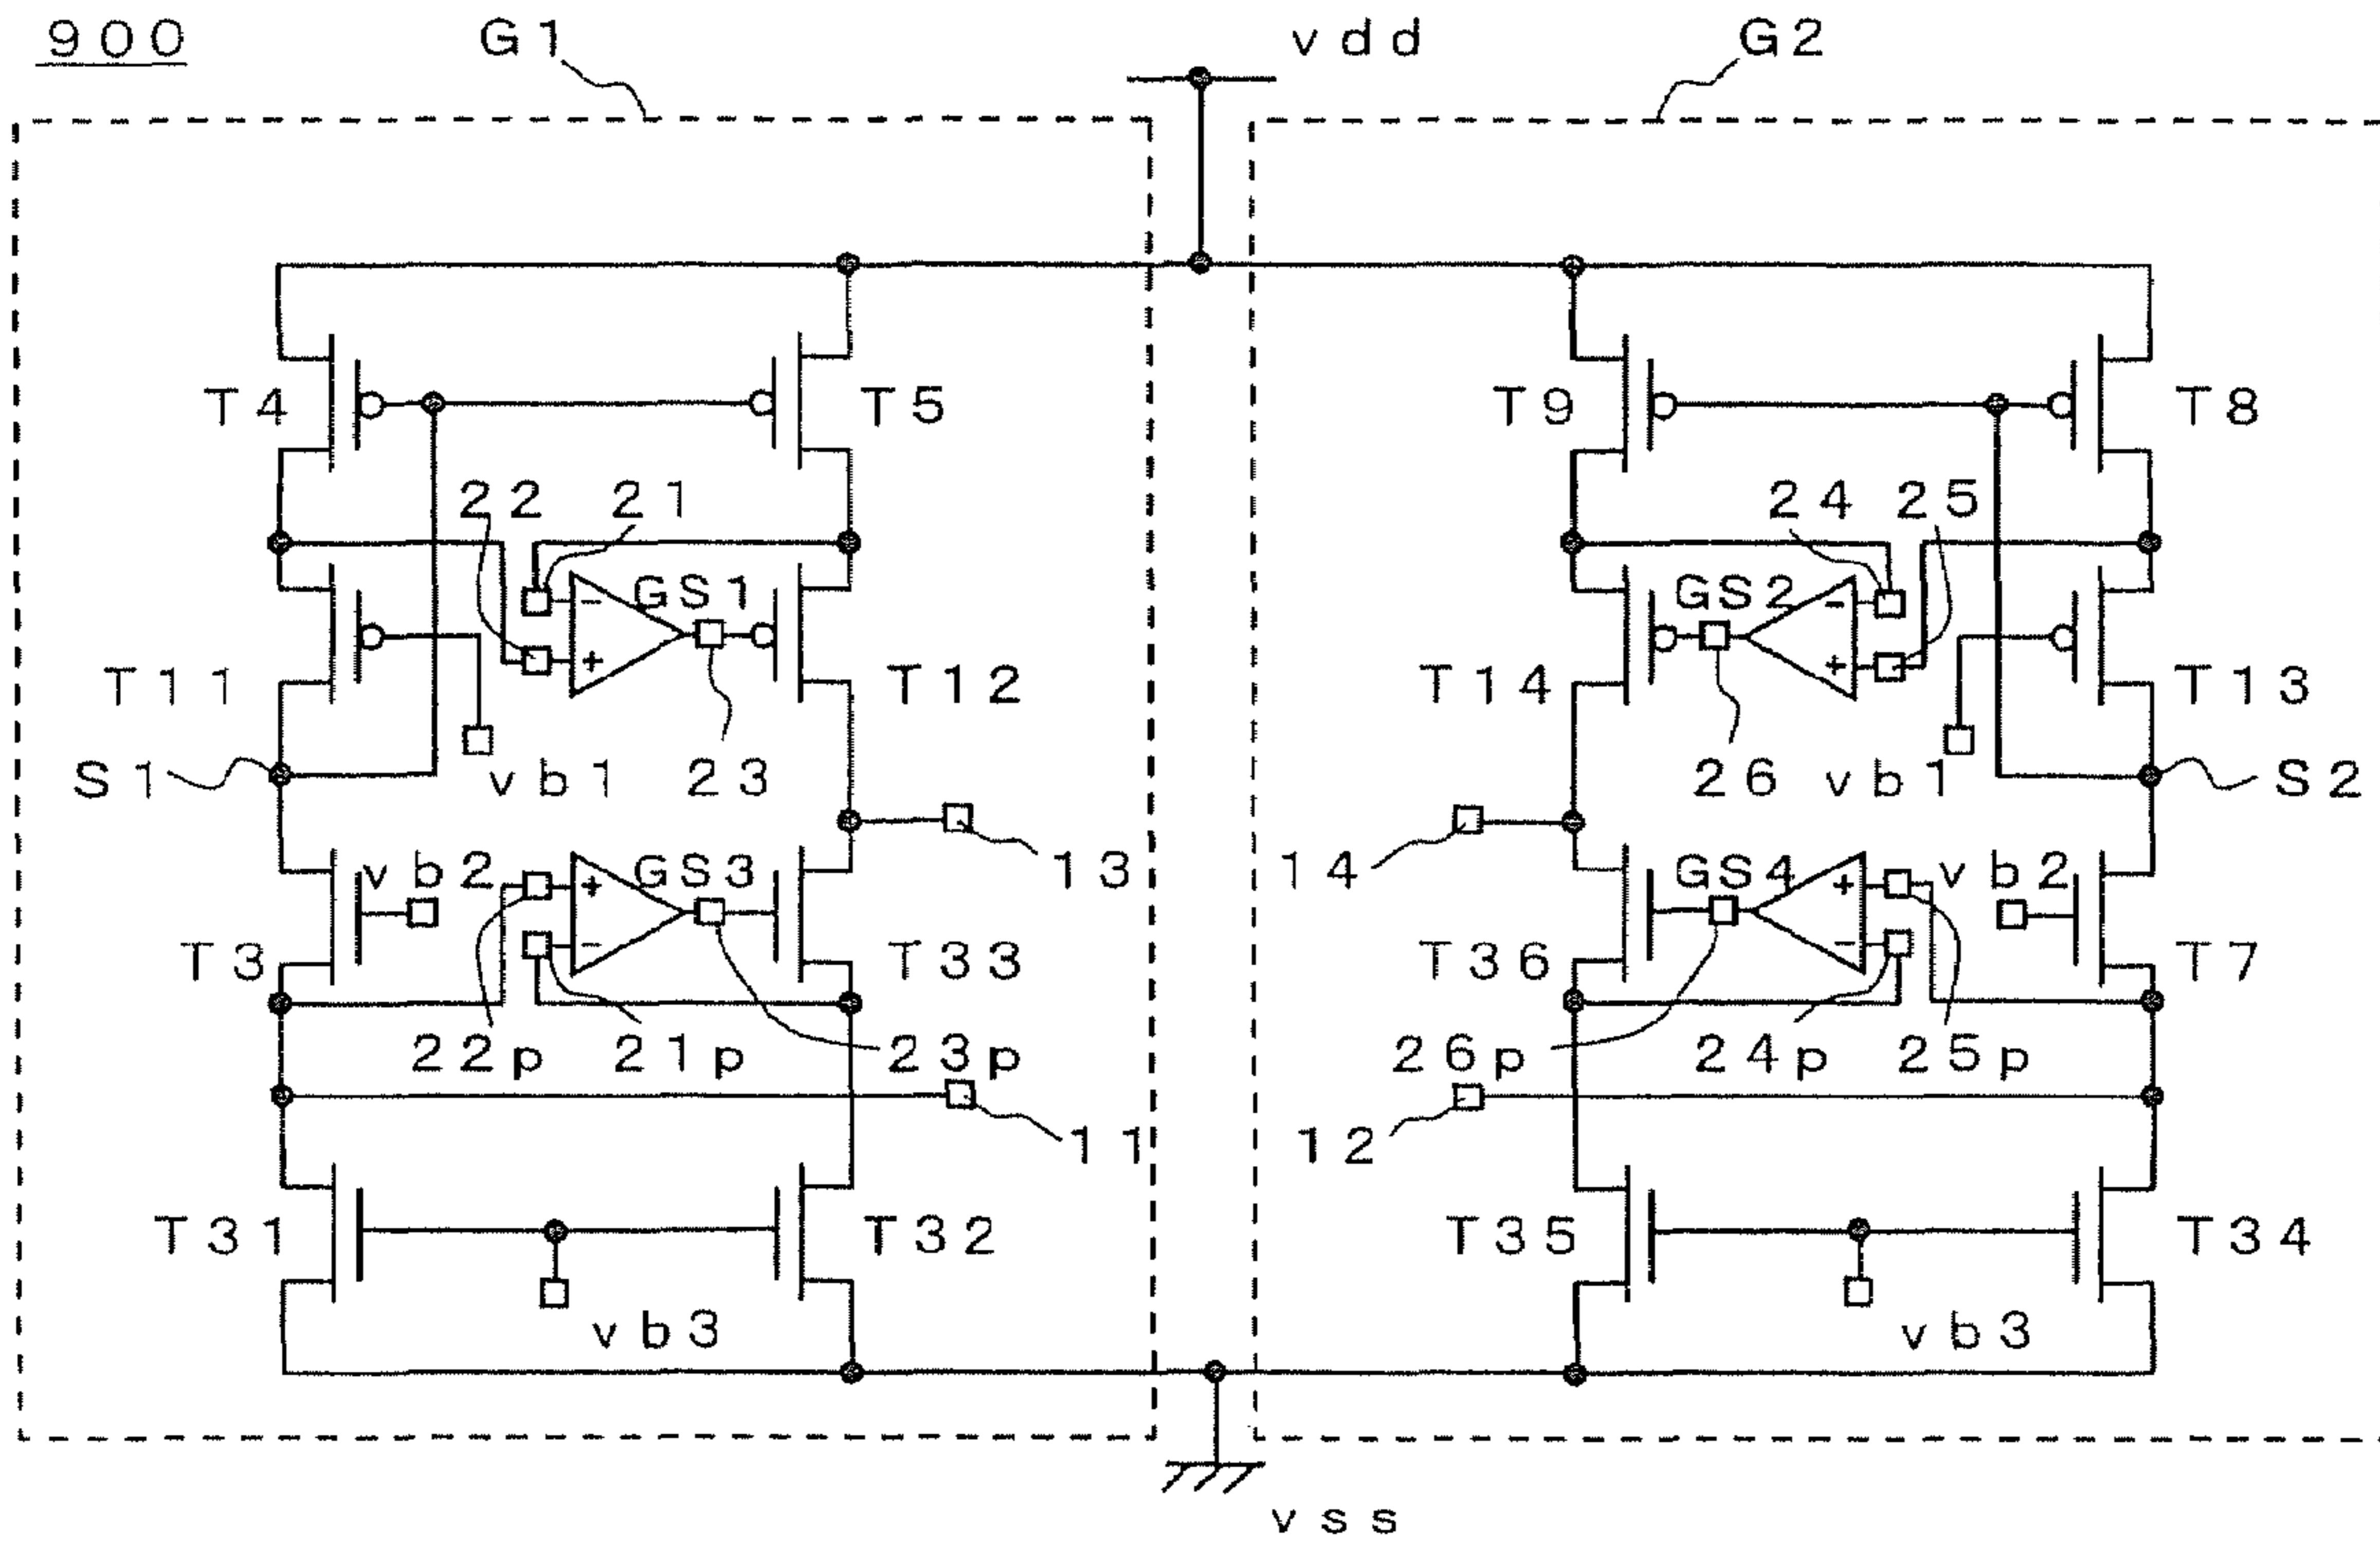 900 G1 vdd G2
T4 T5 T9 T8
22 21 24 25
GS1 GS2
- -
+ +
T11 T12 T14 T13
S1 vb1 23 26 vb1 S2
vb2 GS3 13 14 GS4 vb2
+ +
- -
T3 T33 T36 T7
22p 21p 23p 26p 24p 25p
11 12
T31 T32 T35 T34
vb3 vb3
vss